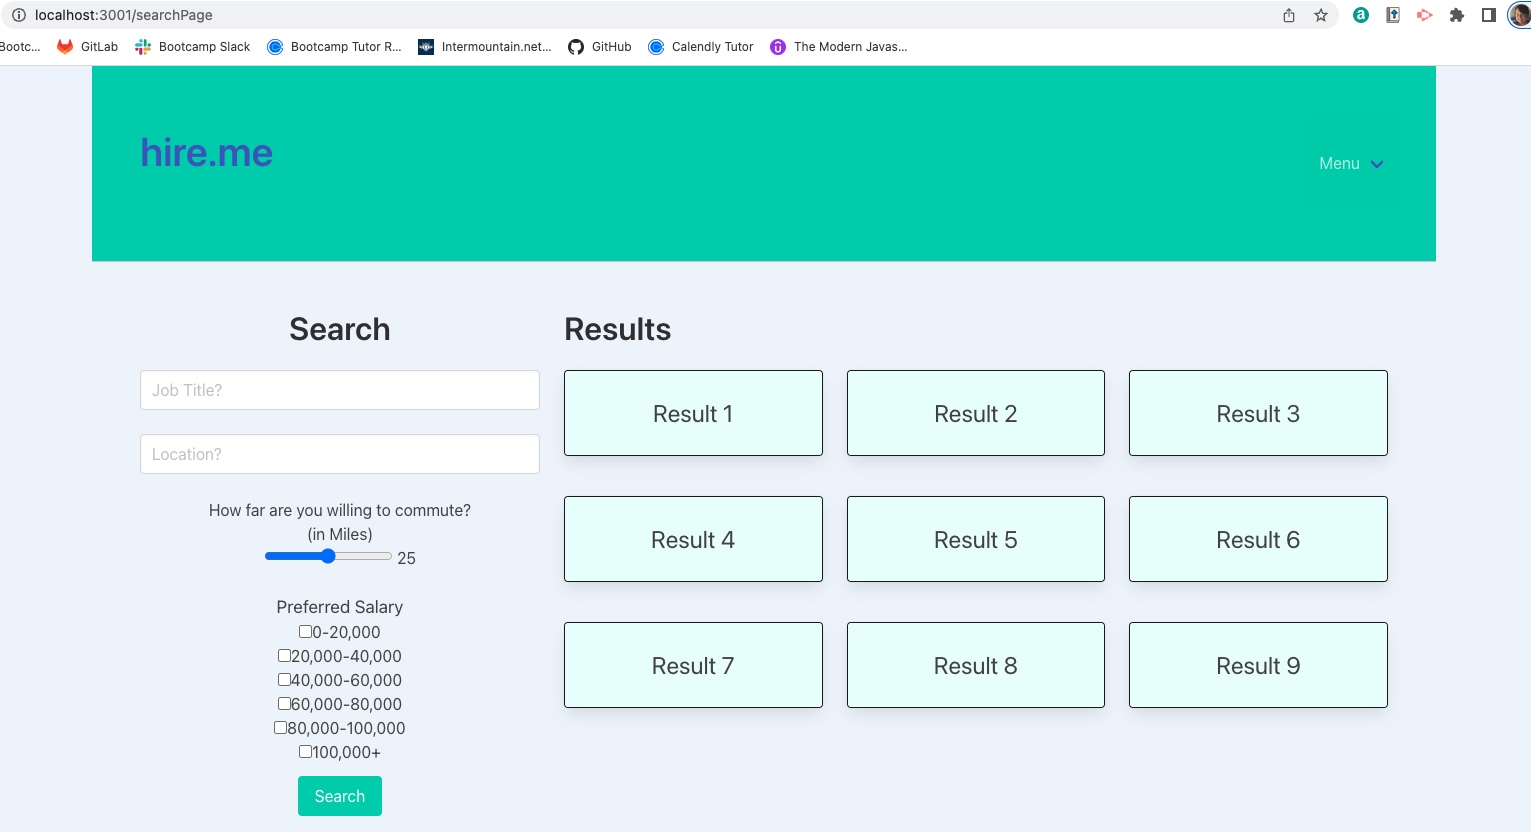 localhost:3001/searchPage
Bootc... GitLab Bootcamp Slack Bootcamp Tutor R... Intermountain.net... GitHub Calendly Tutor The Modern Javas...
hire.me
Menu
Search
Job Title?
Location?
How far are you willing to commute?
(in Miles)
25
Preferred Salary
0-20,000
20,000-40,000
40,000-60,000
60,000-80,000
80,000-100,000
100,000+
Search
Results
Result 1 Result 2 Result 3
Result 4 Result 5 Result 6
Result 7 Result 8 Result 9